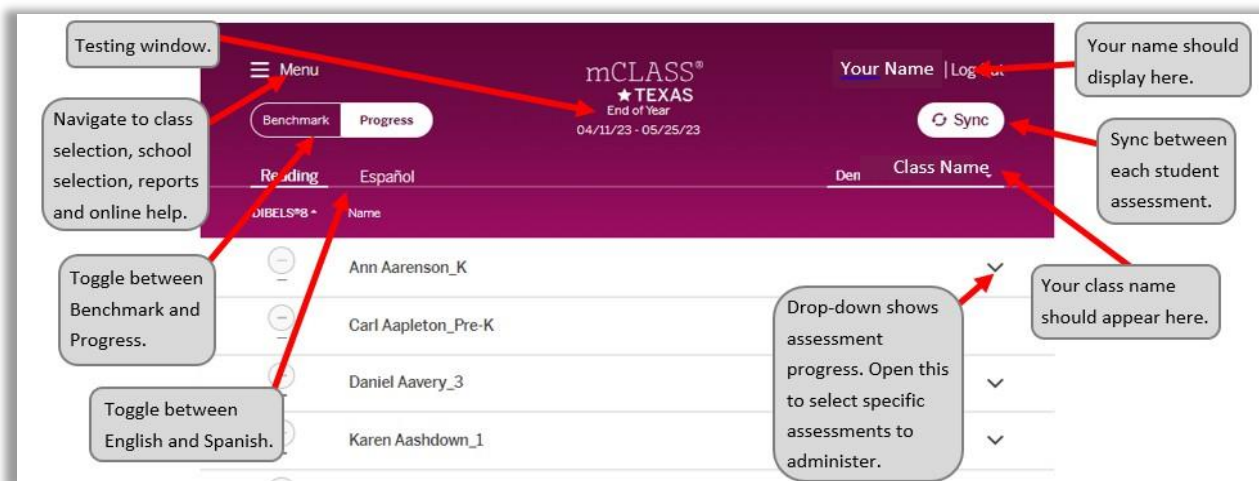 Testing window.
Menu
mCLASS®
★TEXAS
End of Year
04/11/23 - 05/25/23
Your Name | Log out
Your name should
display here.
Navigate to class
selection, school
selection, reports
and online help.
Benchmark Progress
Sync
Sync between
each student
assessment.
Reading Español
Class Name
DIBELS®8 Name
Toggle between
Benchmark and
Progress.
Ann Aarenson_K
Your class name
should appear here.
Carl Aapleton_Pre-K
Drop-down shows
assessment
progress. Open this
to select specific
assessments to
administer.
Daniel Aavery_3
Toggle between
English and Spanish.
Karen Aashdown_1